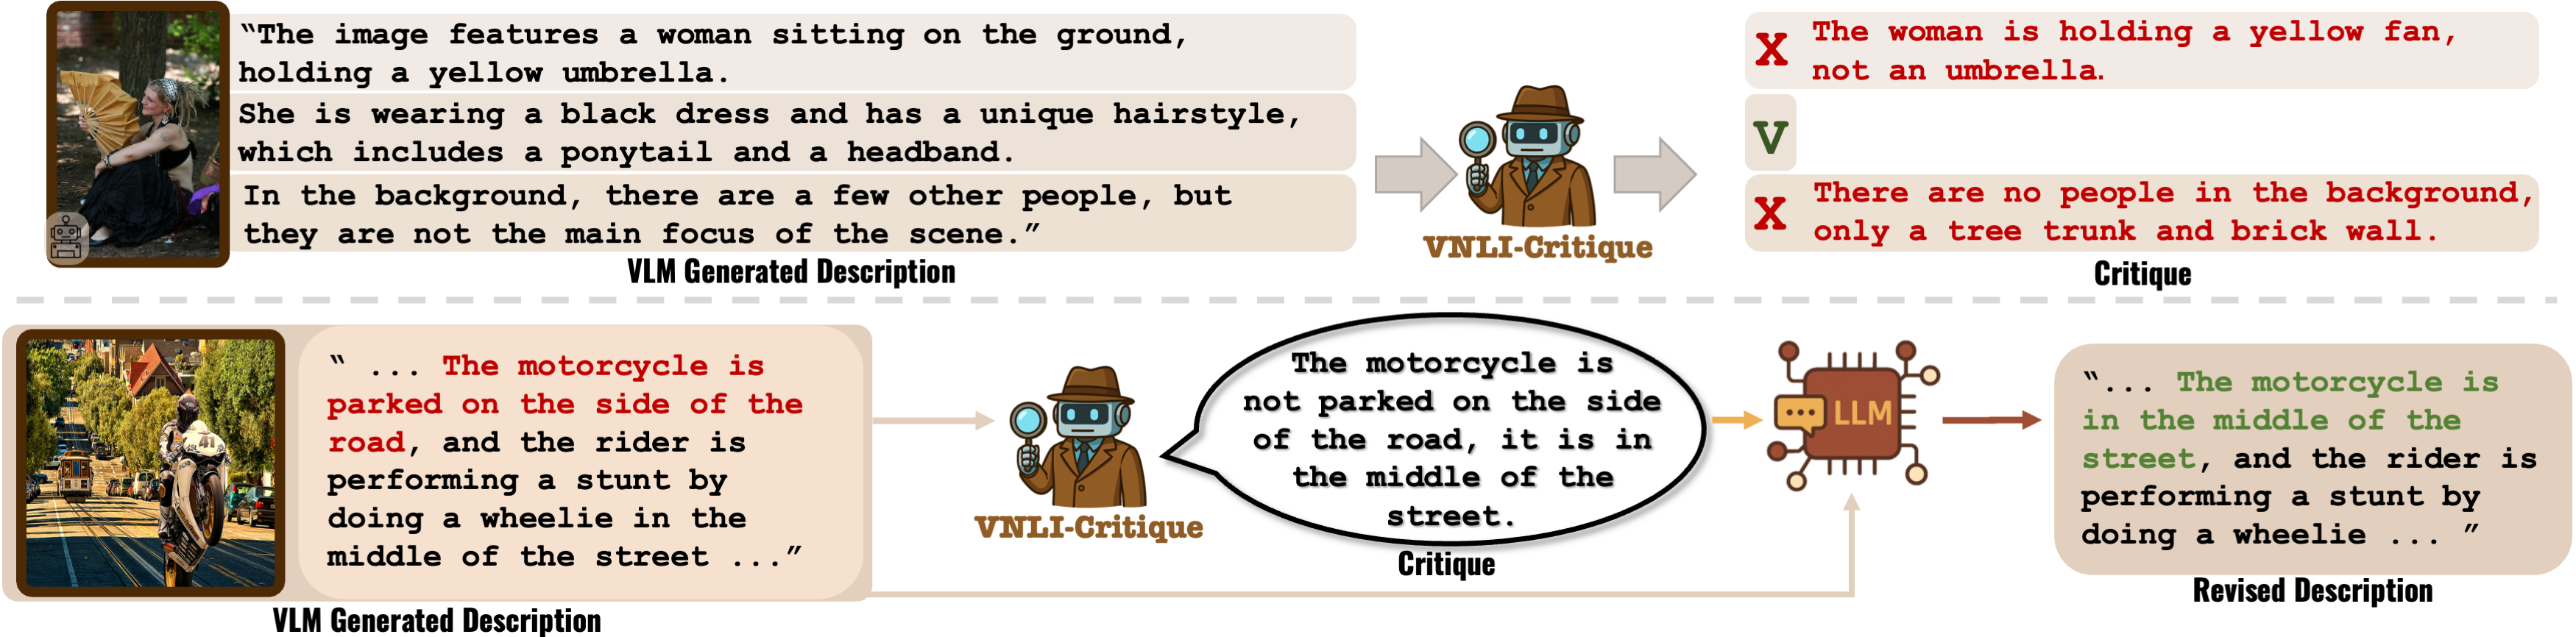 “The image features a woman sitting on the ground,
holding a yellow umbrella.
She is wearing a black dress and has a unique hairstyle,
which includes a ponytail and a headband.
In the background, there are a few other people, but
they are not the main focus of the scene.”
VLM Generated Description
VNLI-Critique
X The woman is holding a yellow fan,
not an umbrella.
V
X There are no people in the background,
only a tree trunk and brick wall.
Critique
“ ... The motorcycle is
parked on the side of the
road, and the rider is
performing a stunt by
doing a wheelie in the
middle of the street ...”
VLM Generated Description
41
VNLI-Critique
The motorcycle is
not parked on the side
of the road, it is in
the middle of the
street.
Critique
LLM
“... The motorcycle is
in the middle of the
street, and the rider is
performing a stunt by
doing a wheelie ... ”
Revised Description